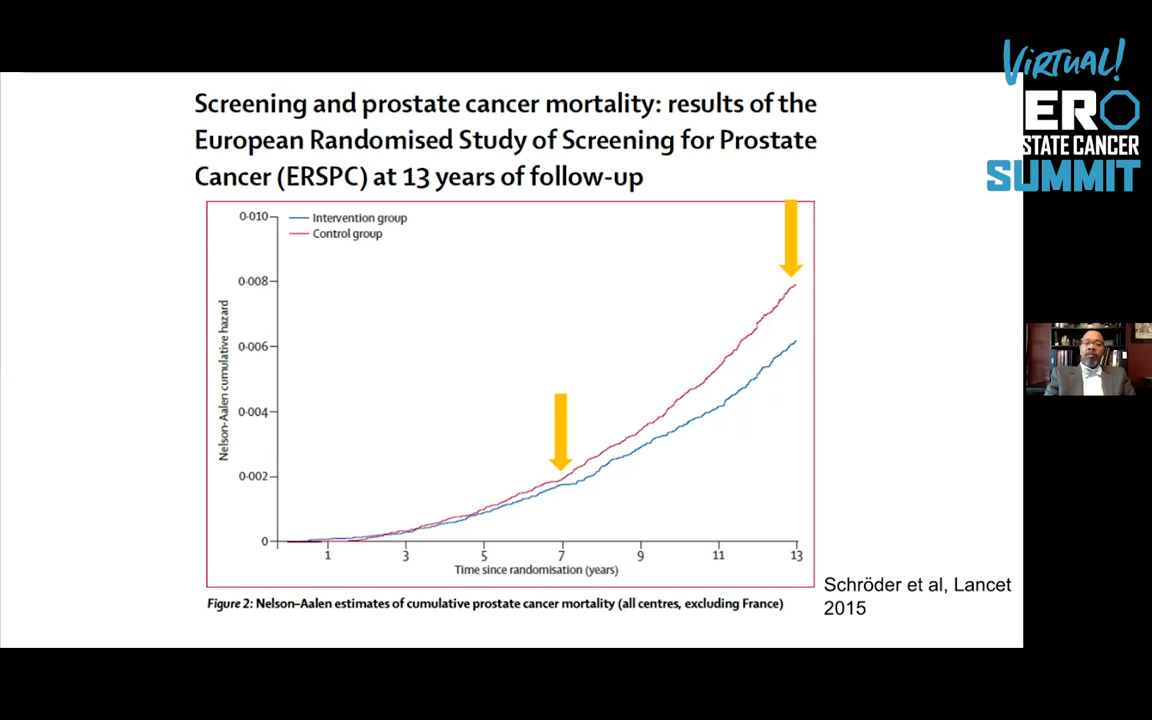 Screening and prostate cancer mortality: results of the
European Randomised Study of Screening for Prostate
Cancer (ERSPC) at 13 years of follow-up
0·010
0·008
0·006
0·004
0·002
0
Intervention group
Control group
Nelson–Aalen cumulative hazard
1 3 5 7 9 11 13
Time since randomisation (years)
Figure 2: Nelson–Aalen estimates of cumulative prostate cancer mortality (all centres, excluding France)
Schröder et al, Lancet
2015
VIRTUAL!
ERO
STATE CANCER
SUMMIT